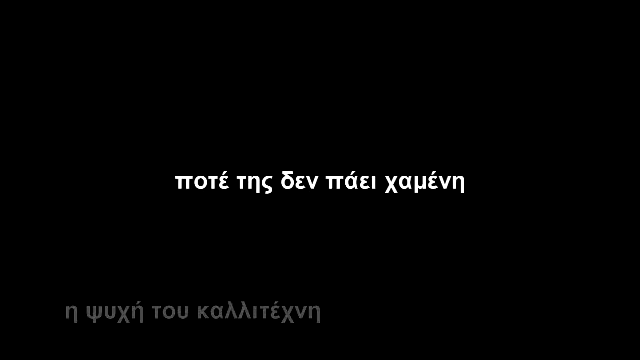 ποτέ της δεν πάει χαμένη
η ψυχή του καλλιτέχνη